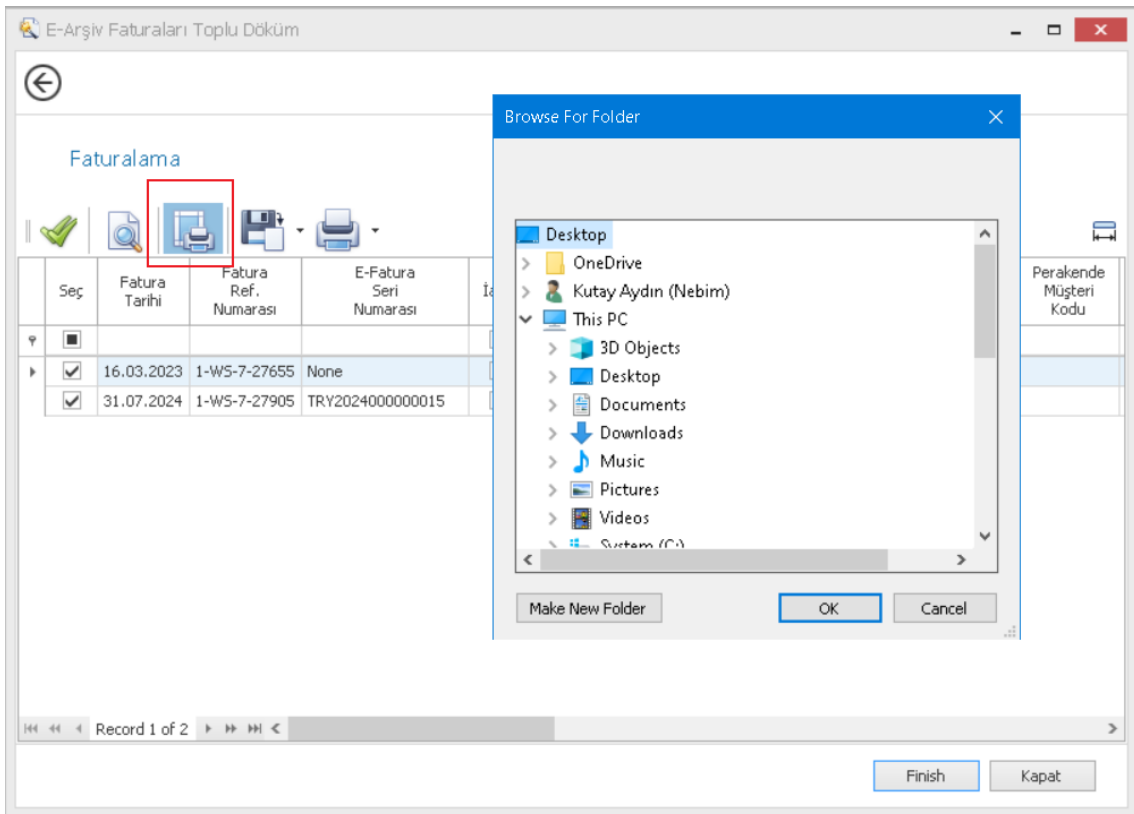 E-Arşiv Faturaları Toplu Döküm
Browse For Folder
Faturalama
Desktop
OneDrive
Kutay Aydın (Nebim)
This PC
3D Objects
Desktop
Documents
Downloads
Music
Pictures
Videos
System (C:)
Make New Folder
OK
Cancel
Seç
Fatura
Tarihi
Fatura
Ref.
Numarası
E-Fatura
Seri
Numarası
Perakende
Müşteri
Kodu
16.03.2023 1-WS-7-27655 None
31.07.2024 1-WS-7-27905 TRY2024000000015
Record 1 of 2
Finish
Kapat